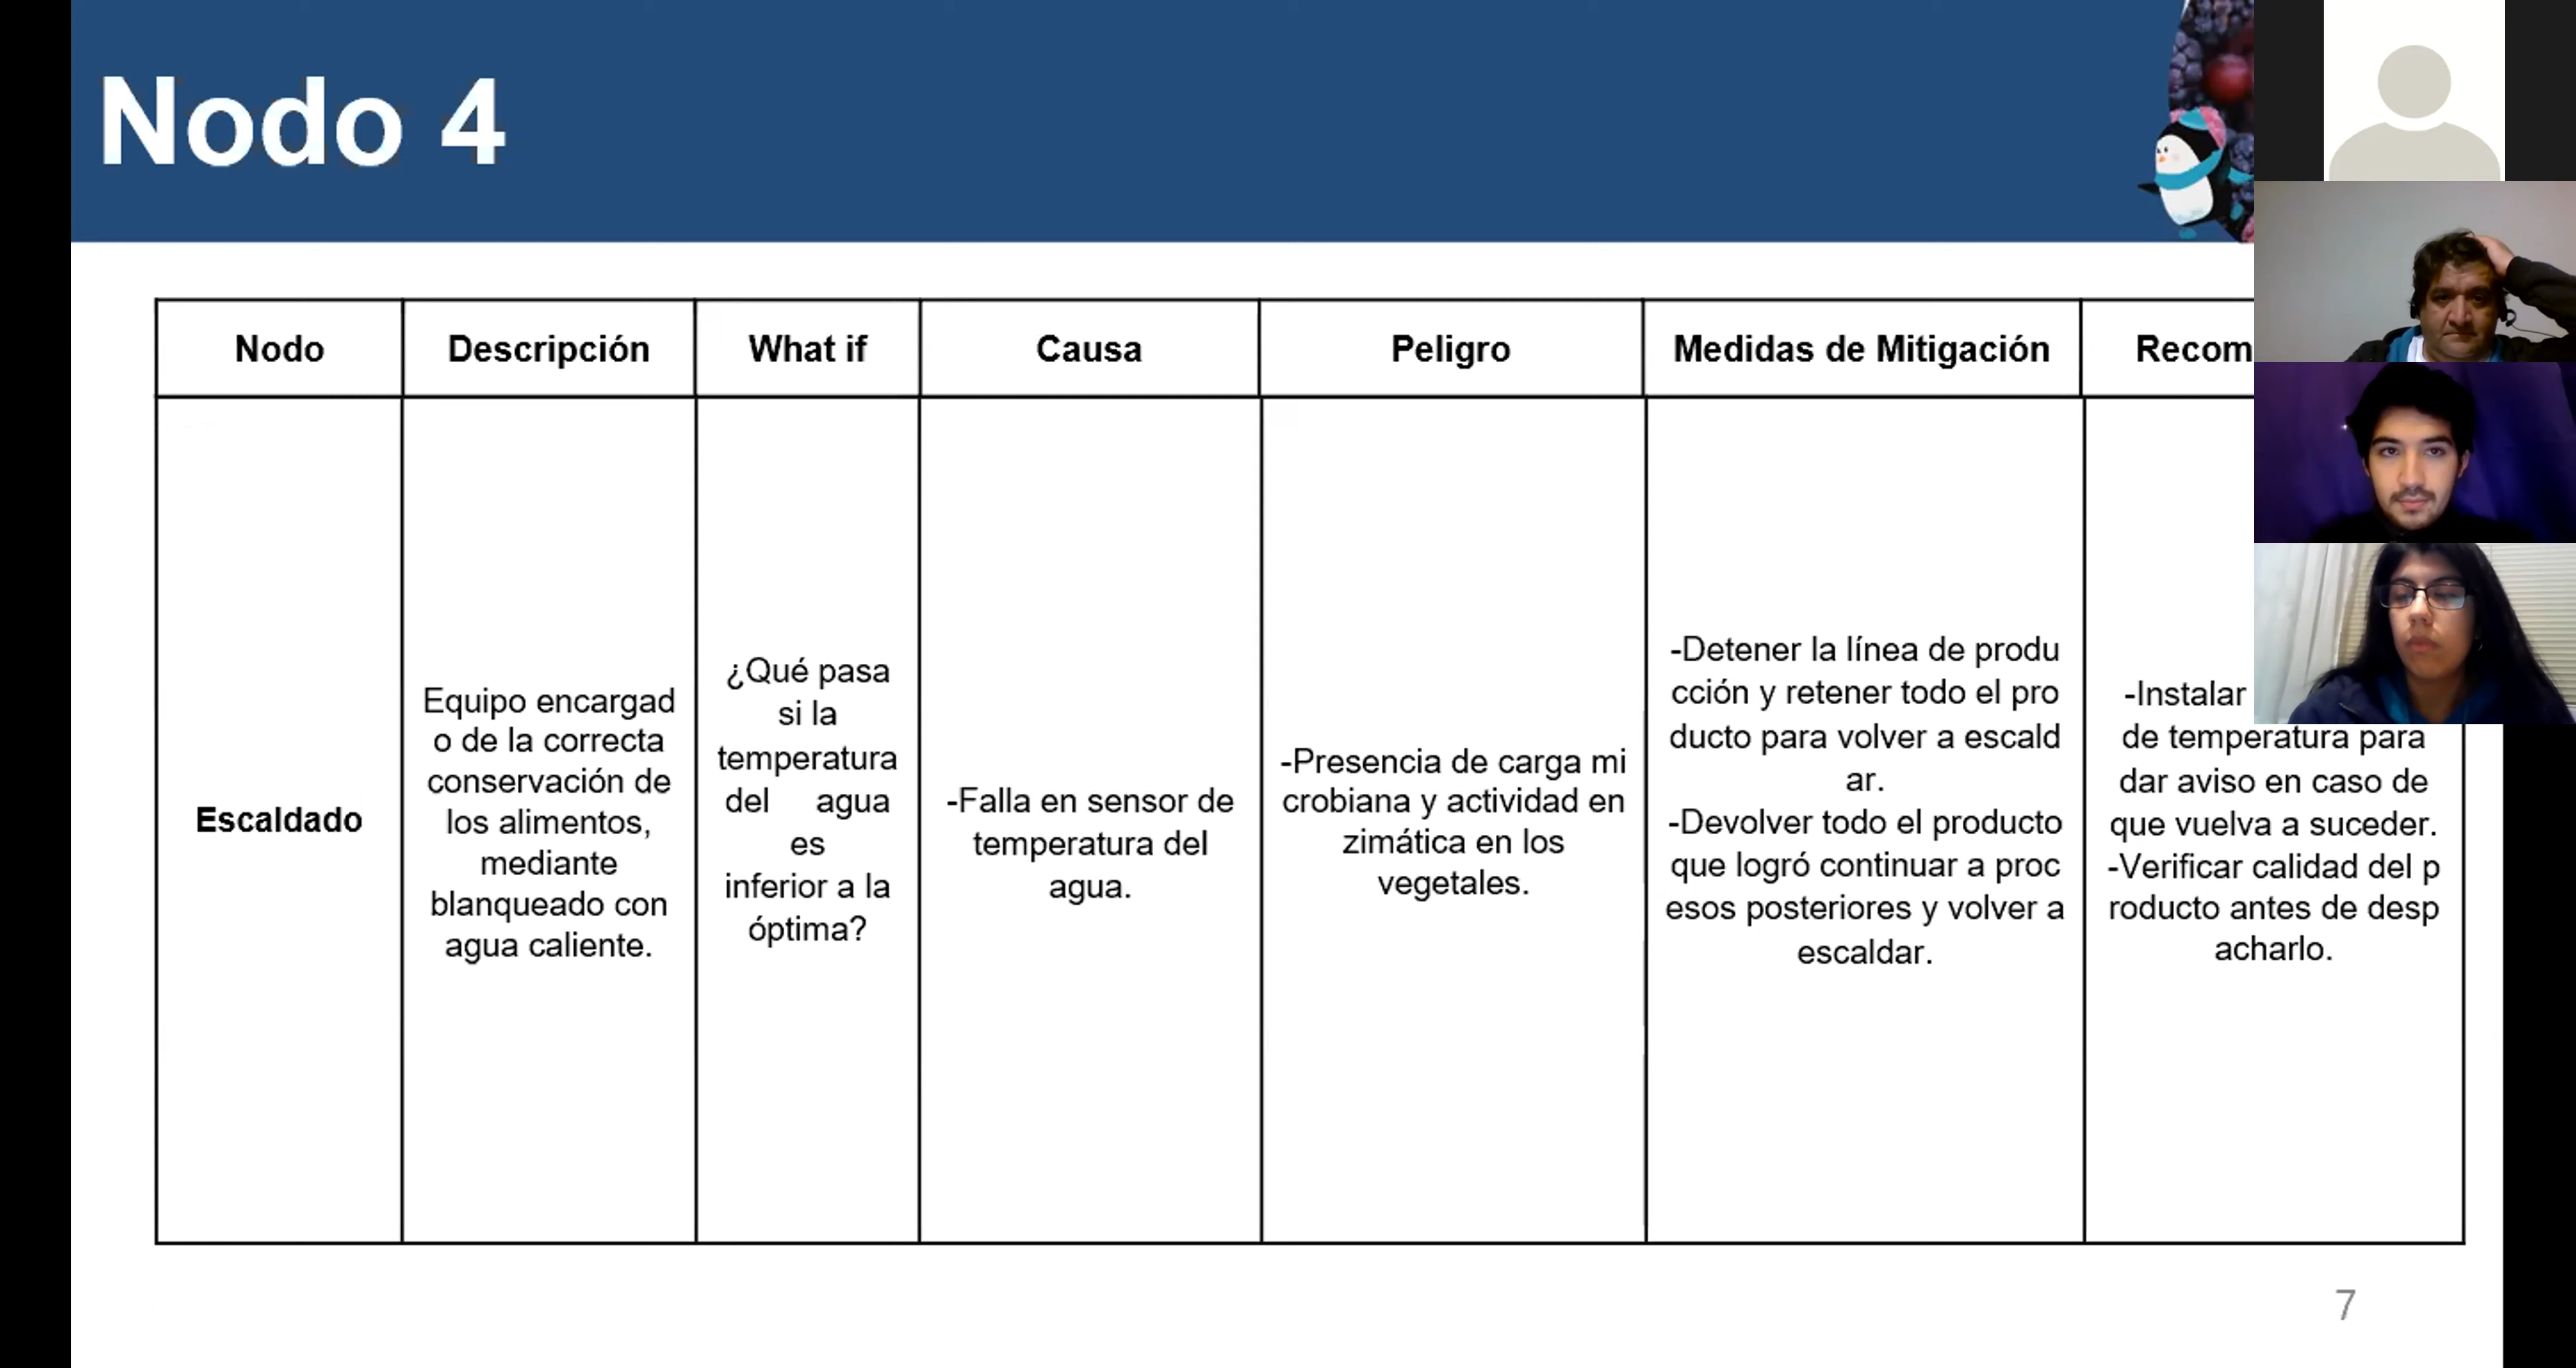 Nodo 4
Nodo
Descripción
What if
Causa
Peligro
Medidas de Mitigación
Recom
Escaldado
Equipo encargad
o de la correcta
conservación de
los alimentos,
mediante
blanqueado con
agua caliente.
¿Qué pasa
si la
temperatura
del agua
es
inferior a la
óptima?
-Falla en sensor de
temperatura del
agua.
-Presencia de carga mi
crobiana y actividad en
zimática en los
vegetales.
-Detener la línea de produ
cción y retener todo el pro
ducto para volver a escald
ar.
-Devolver todo el producto
que logró continuar a proc
esos posteriores y volver a
escaldar.
-Instalar
de temperatura para
dar aviso en caso de
que vuelva a suceder.
-Verificar calidad del p
roducto antes de desp
acharlo.
7